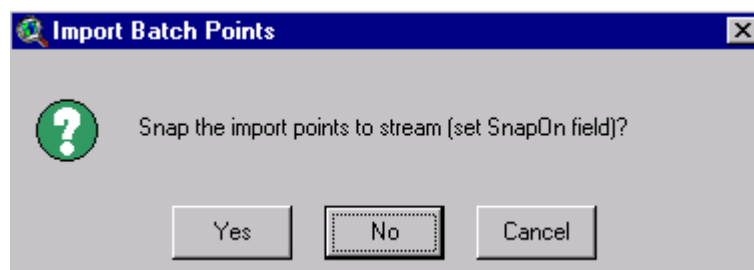 Import Batch Points
Snap the import points to stream (set SnapOn field)?
Yes
No
Cancel